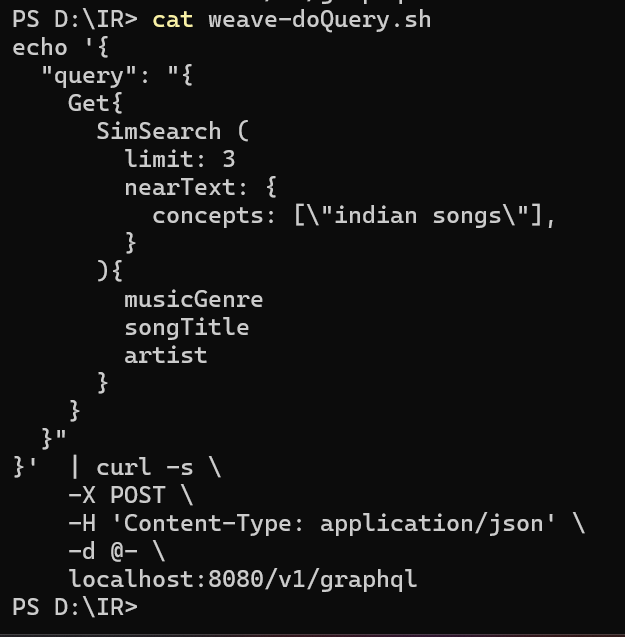 PS D:\IR> cat weave-doQuery.sh
echo '{
  "query": "{
    Get{
      SimSearch (
        limit: 3
        nearText: {
          concepts: [\"indian songs\"],
        }
      ){
        musicGenre
        songTitle
        artist
      }
    }
  }"
}'  | curl -s \
    -X POST \
    -H 'Content-Type: application/json' \
    -d @- \
    localhost:8080/v1/graphql
PS D:\IR>